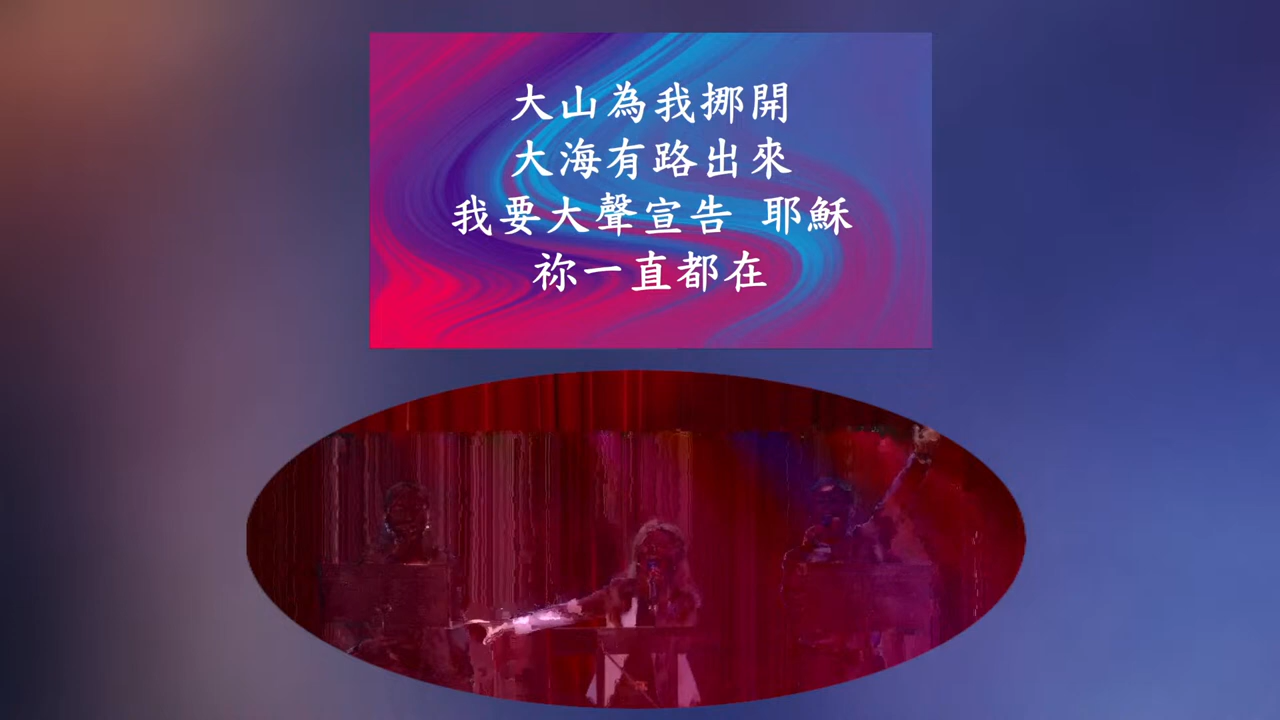 大山為我挪開
大海有路出來
我要大聲宣告 耶穌
祢一直都在